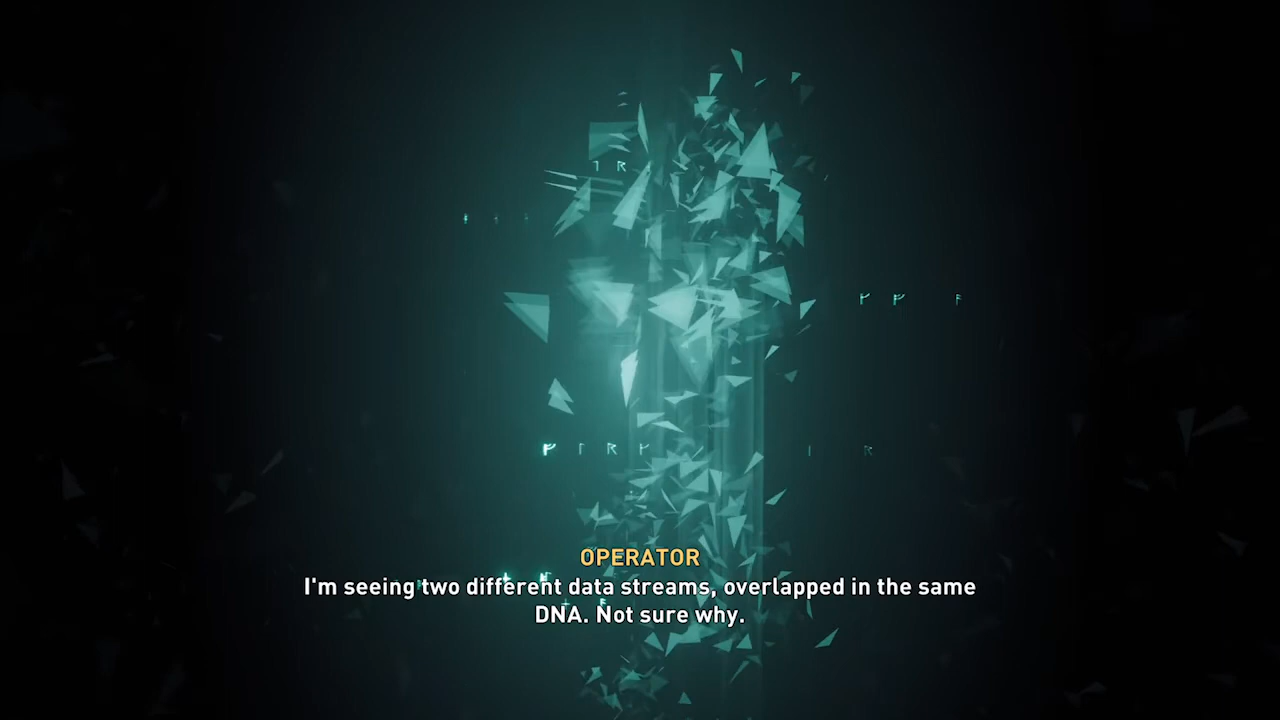 OPERATOR
I'm seeing two different data streams, overlapped in the same
DNA. Not sure why.